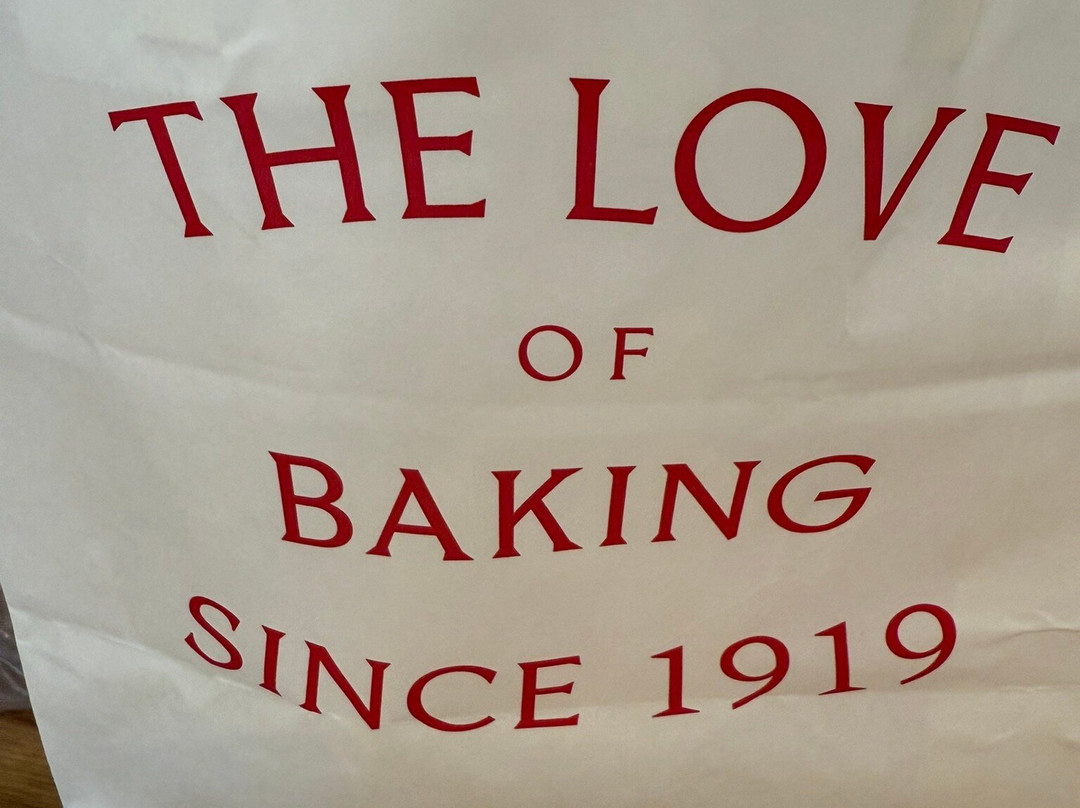 THE LOVE
OF
BAKING
SINCE 1919